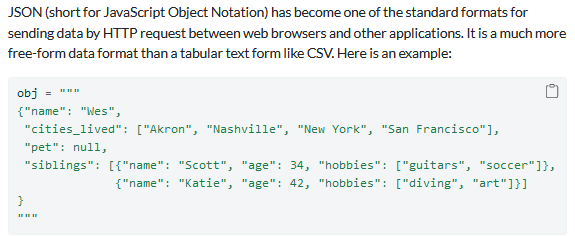 JSON (short for JavaScript Object Notation) has become one of the standard formats for
sending data by HTTP request between web browsers and other applications. It is a much more
free-form data format than a tabular text form like CSV. Here is an example:
obj = """
{"name": "Wes",
 "cities_lived": ["Akron", "Nashville", "New York", "San Francisco"],
 "pet": null,
 "siblings": [{"name": "Scott", "age": 34, "hobbies": ["guitars", "soccer"]},
              {"name": "Katie", "age": 42, "hobbies": ["diving", "art"]}]
}
"""